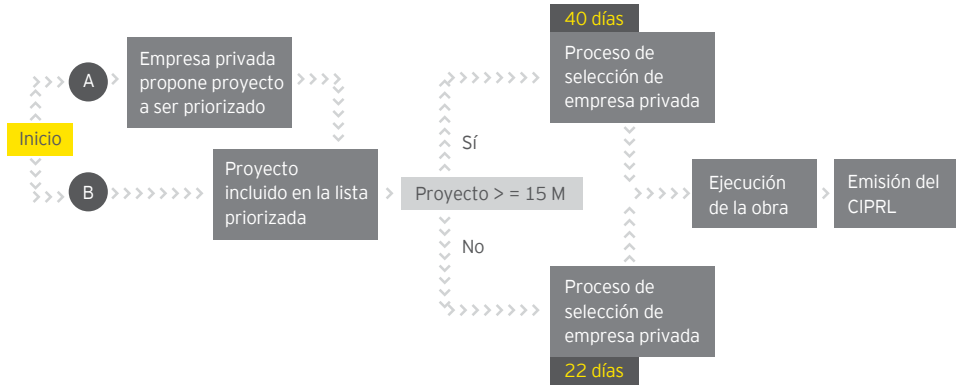 Inicio
A
Empresa privada
propone proyecto
a ser priorizado
B
Proyecto
incluido en la lista
priorizada
Proyecto > = 15 M
Sí
40 días
Proceso de
selección de
empresa privada
No
Proceso de
selección de
empresa privada
22 días
Ejecución
de la obra
Emisión del
CIPRL